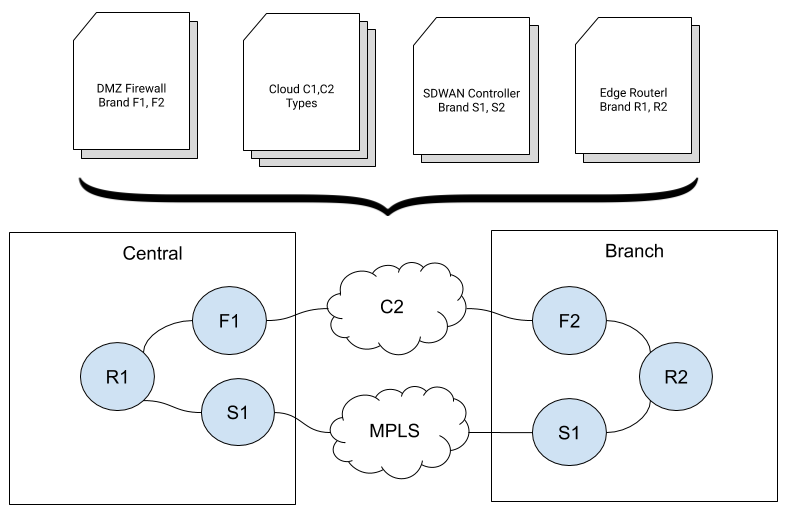 DMZ Firewall
Brand F1, F2
Cloud C1,C2
Types
SDWAN Controller
Brand S1, S2
Edge Routerl
Brand R1, R2
Central
Branch
F1
C2
F2
R1
R2
S1
MPLS
S1